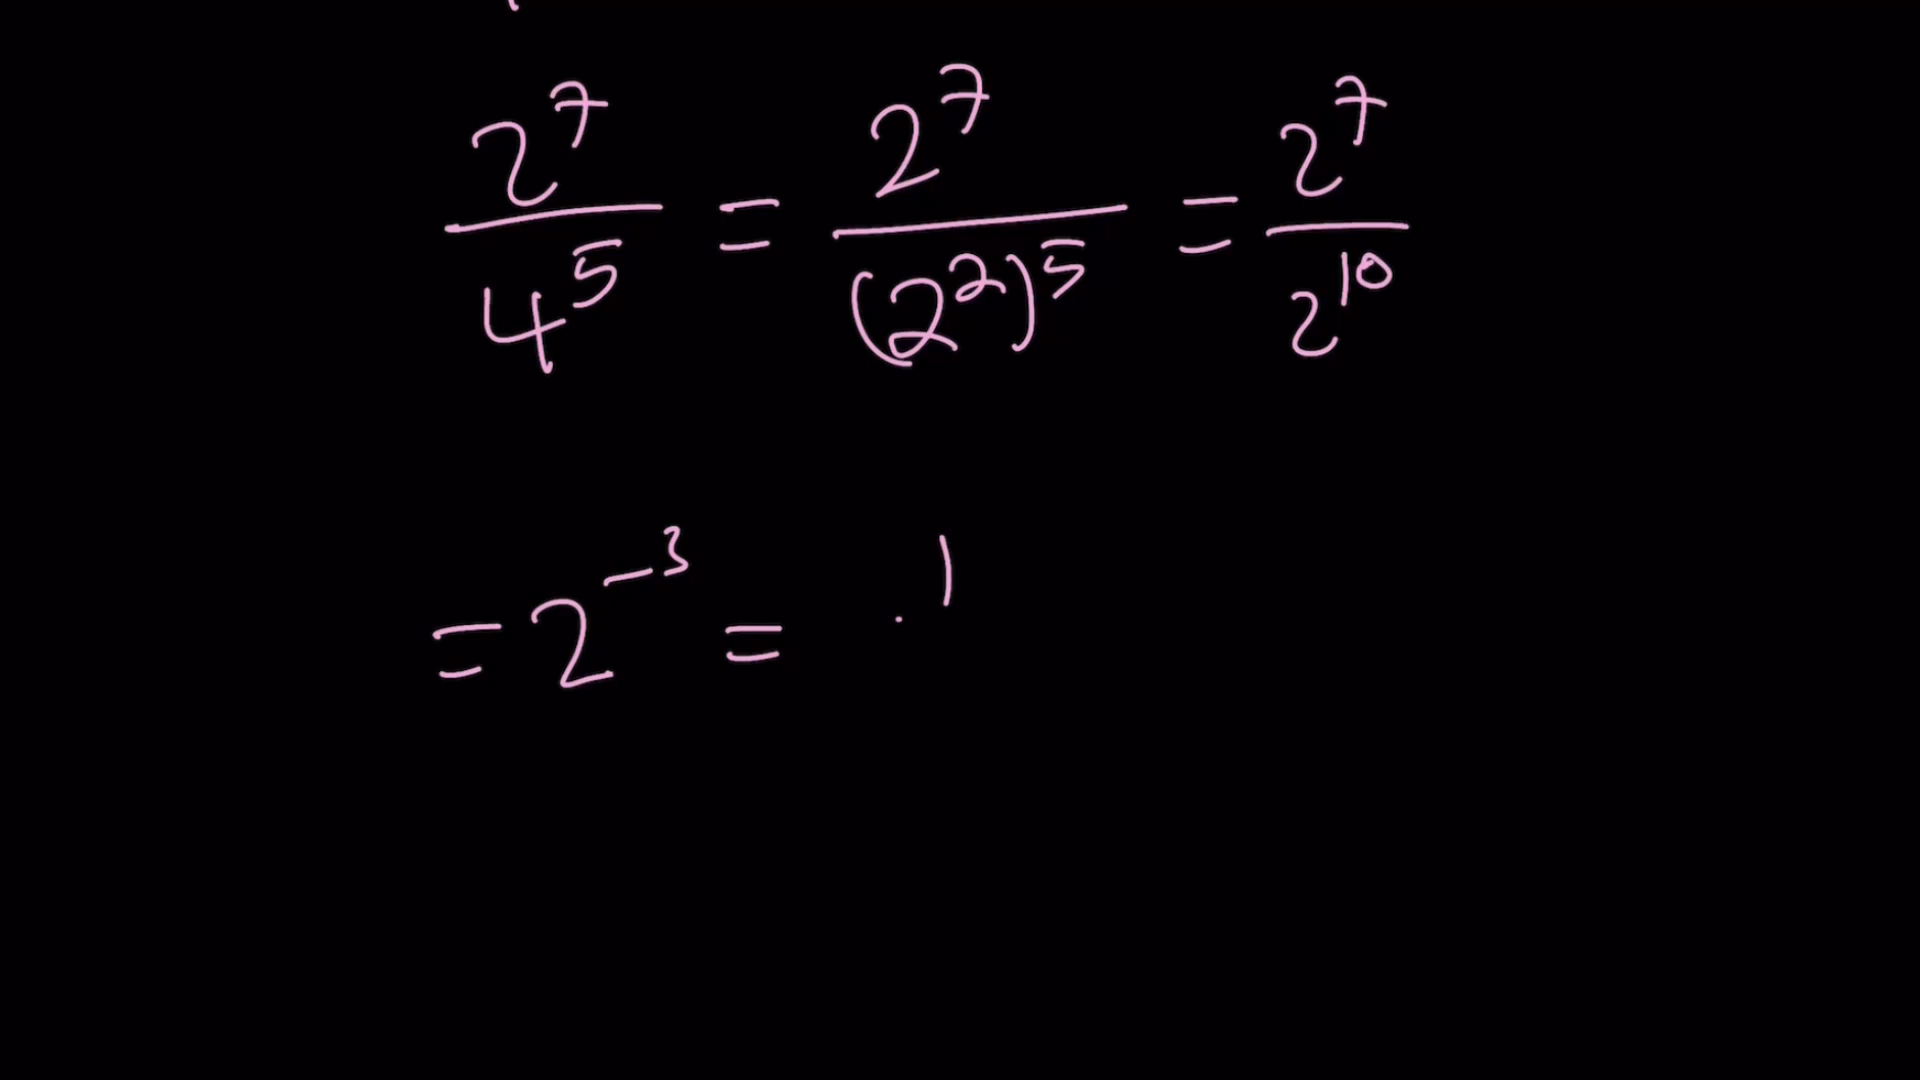 2^7/4^5 = 2^7/(2^2)^5 = 2^7/2^10
= 2^-3 = 1